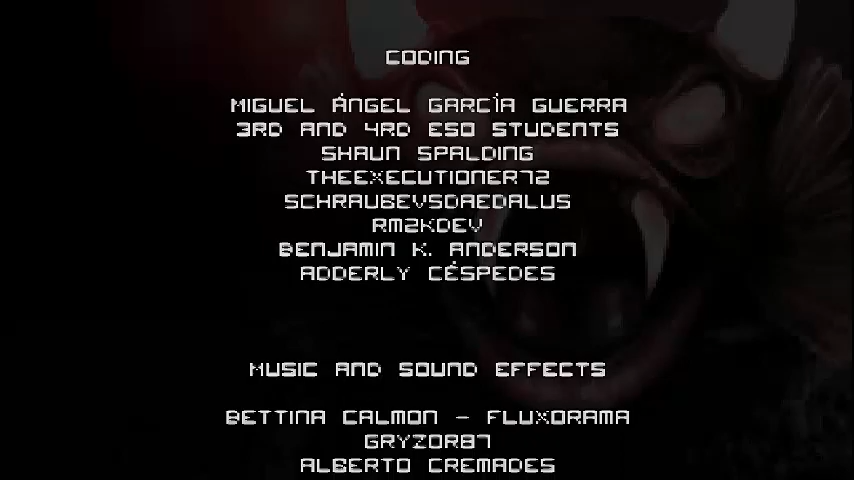 CODING
MIGUEL ÁNGEL GARCÌA GUERRA
3RD AND 4RD ESO STUDENTS
SHAUN SPALDING
THEEXECUTIONER72
SCHRAUBEVSDAEDALUS
RM2KDEV
BENJAMIN K. ANDERSON
ADDERLY CÉSPEDES
MUSIC AND SOUND EFFECTS
BETTINA CALMON - FLUXORAMA
GRYZOR87
ALBERTO CREMADES